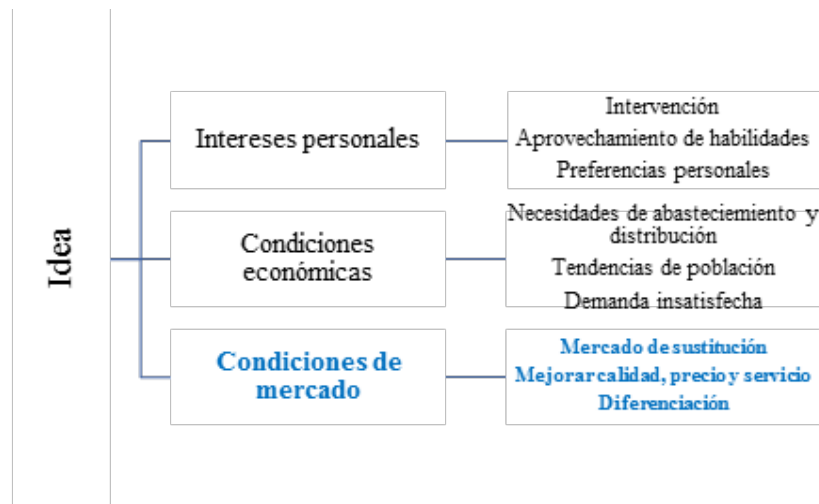 Idea
Intereses personales
Intervención
Aprovechamiento de habilidades
Preferencias personales
Condiciones
económicas
Necesidades de abasteciemiento y
distribución
Tendencias de población
Demanda insatisfecha
Condiciones de
mercado
Mercado de sustitución
Mejorar calidad, precio y servicio
Diferenciación